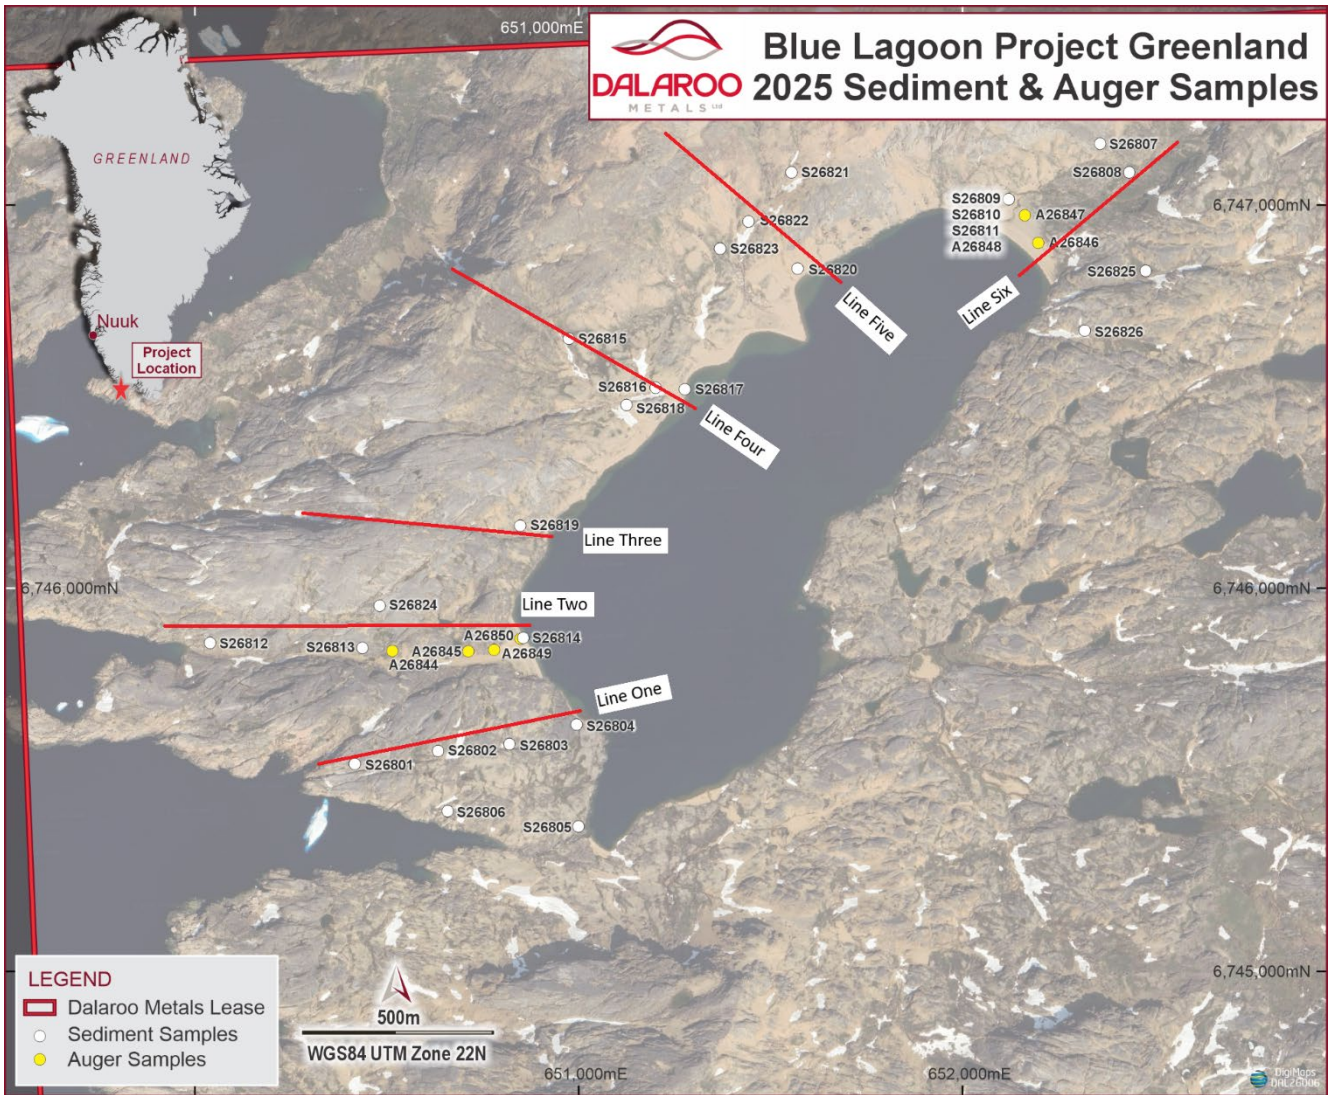 651,000mE
DALAROO
METALS Ltd
Blue Lagoon Project Greenland
2025 Sediment & Auger Samples
GREENLAND
Nuuk
Project
Location
S26807
S26821
S26808
S26809
S26810
S26811
A26848
A26847
A26846
6,747,000mN
S26822
S26823
S26820
S26825
Line Five
Line Six
S26826
S26815
S26816
S26817
S26818
Line Four
S26819
Line Three
6,746,000mN
6,746,000mN
S26824
Line Two
S26812
S26813
A26850
S26814
A26844
A26845
A26849
Line One
S26804
S26803
S26802
S26801
S26806
S26805
LEGEND
Dalaroo Metals Lease
Sediment Samples
Auger Samples
500m
WGS84 UTM Zone 22N
6,745,000mN
651,000mE
652,000mE
DigiMaps
DAL26006